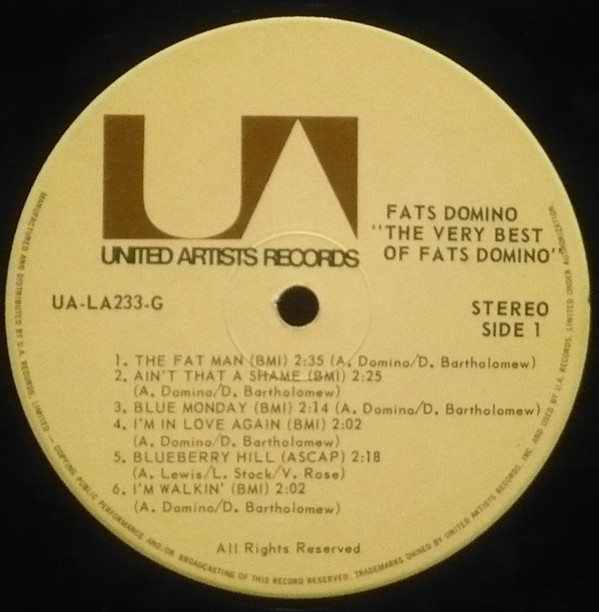 UA
UNITED ARTISTS RECORDS
FATS DOMINO
"THE VERY BEST
OF FATS DOMINO"
UA-LA233-G
STEREO
SIDE 1
1. THE FAT MAN (BMI) 2:35 (A. Domino/D. Bartholomew)
2. AIN'T THAT A SHAME (BMI) 2:25
(A. Domino/D. Bartholomew)
3. BLUE MONDAY (BMI) 2:14 (A. Domino/D. Bartholomew)
4. I'M IN LOVE AGAIN (BMI) 2:02
(A. Domino/D. Bartholomew)
5. BLUEBERRY HILL (ASCAP) 2:18
(A. Lewis/L. Stock/V. Rose)
6. I'M WALKIN' (BMI) 2:02
(A. Domino/D. Bartholomew)
All Rights Reserved
MANUFACTURED AND DISTRIBUTED BY U.A. RECORDS, LIMITED — COPYING PUBLIC PERFORMANCE AND/OR BROADCASTING OF THIS RECORD RESERVED, TRADEMARKS OWNED BY UNITED ARTISTS RECORDS, INC. AND USED BY U.A. RECORDS, LIMITED UNDER AUTHORIZATION.